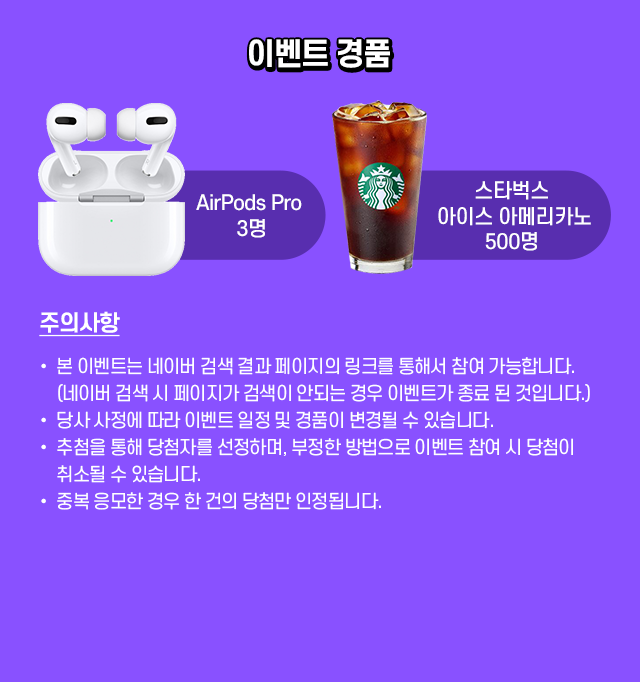 이벤트 경품
AirPods Pro
3명
스타벅스
아이스 아메리카노
500명
주의사항
• 본 이벤트는 네이버 검색 결과 페이지의 링크를 통해서 참여 가능합니다.
(네이버 검색 시 페이지가 검색이 안되는 경우 이벤트가 종료 된 것입니다.)
• 당사 사정에 따라 이벤트 일정 및 경품이 변경될 수 있습니다.
• 추첨을 통해 당첨자를 선정하며, 부정한 방법으로 이벤트 참여 시 당첨이
취소될 수 있습니다.
• 중복 응모한 경우 한 건의 당첨만 인정됩니다.